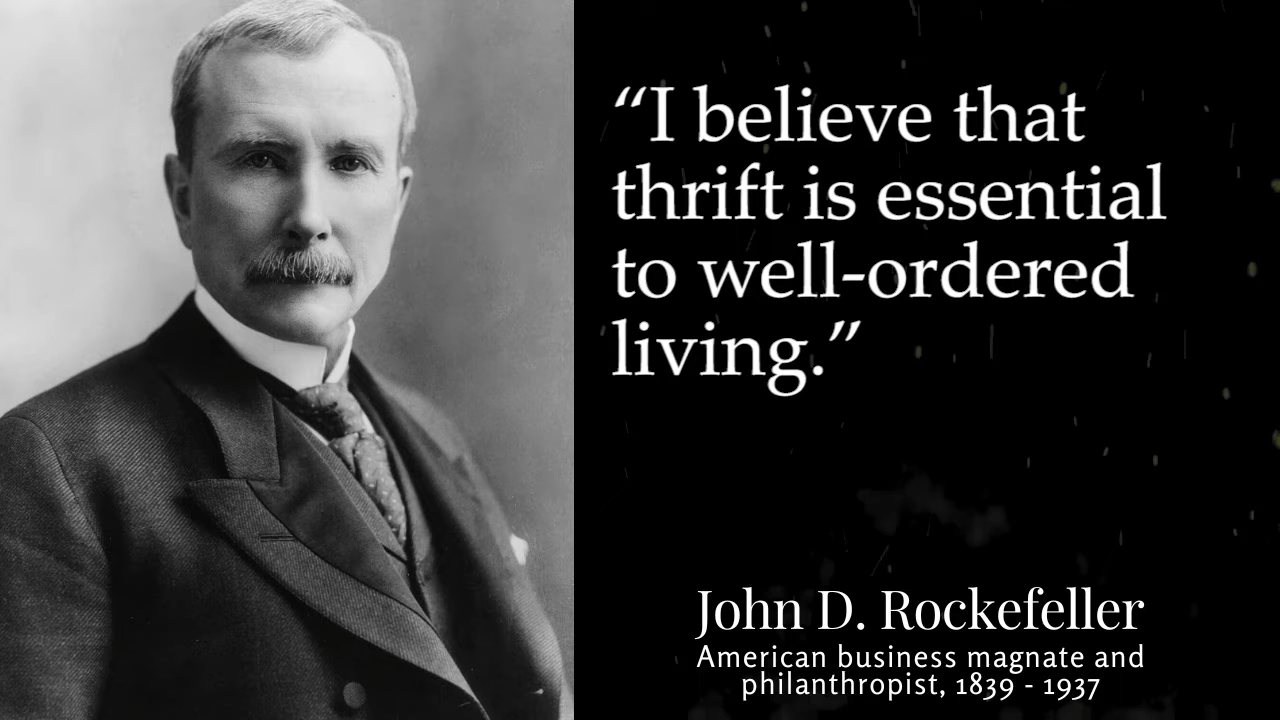 “I believe that
thrift is essential
to well-ordered
living.”
John D. Rockefeller
American business magnate and
philanthropist, 1839 - 1937